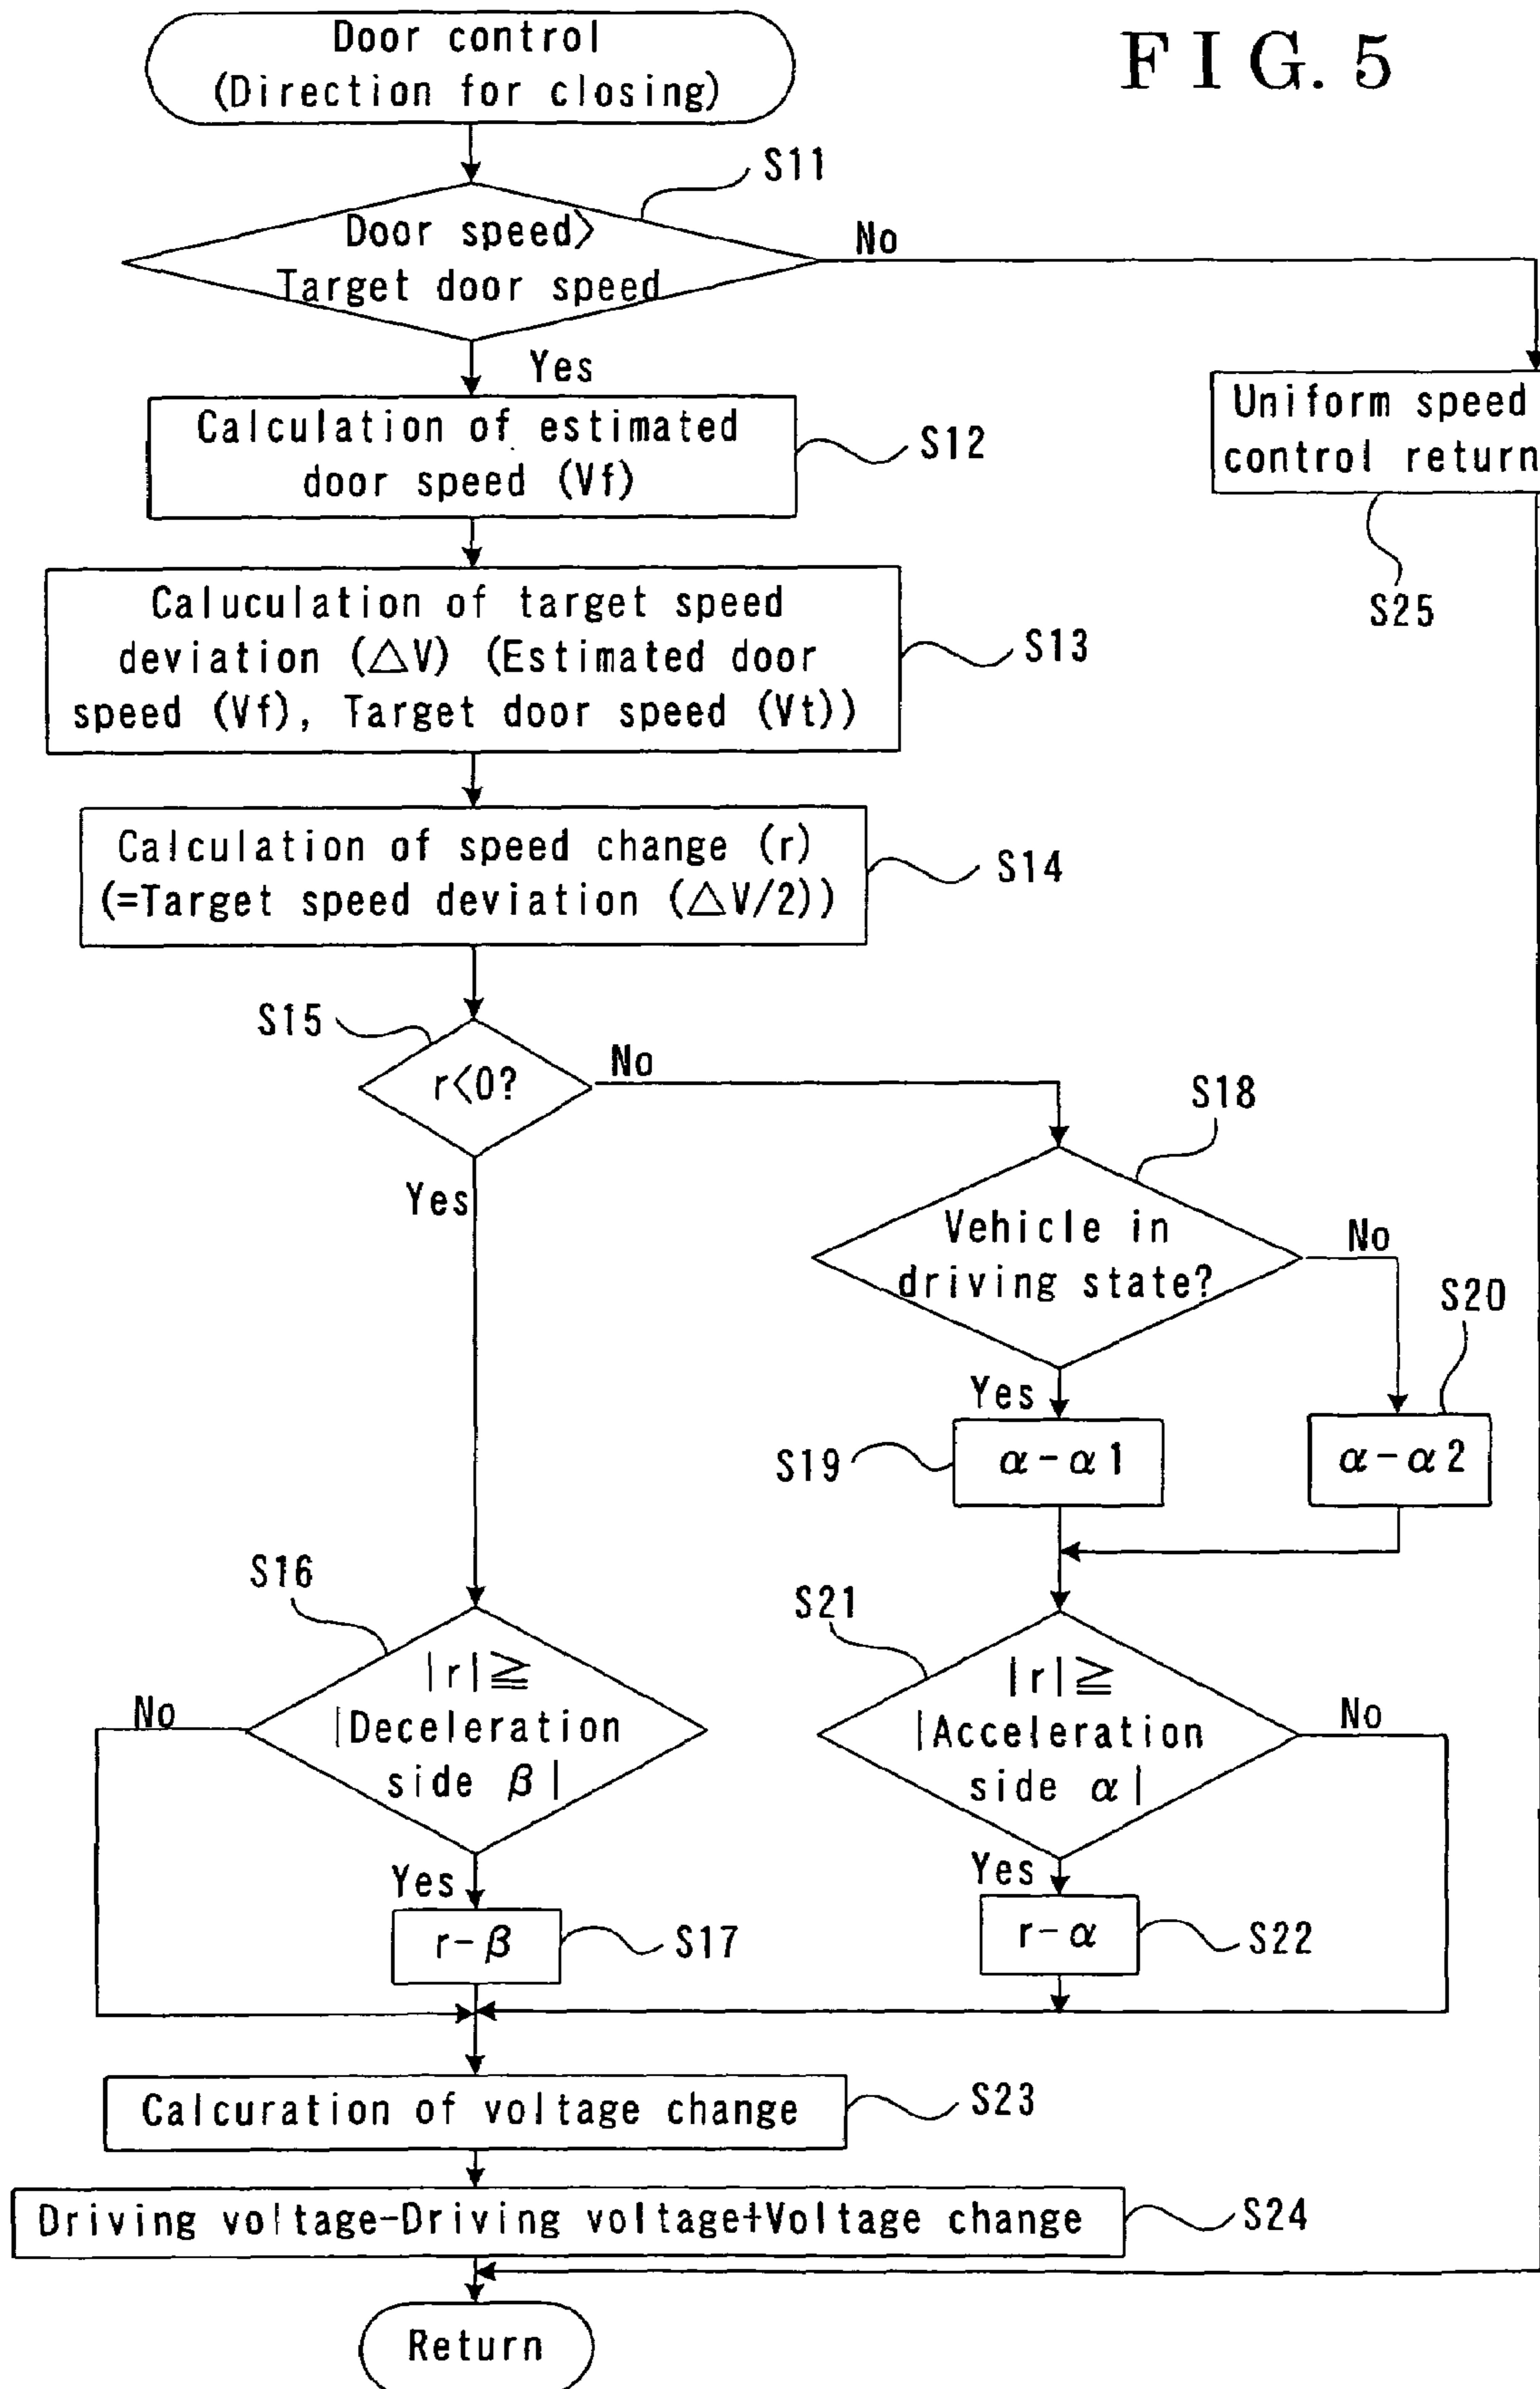 FIG. 5
Door control
(Direction for closing)
S11
Door speed>
Target door speed
No
Yes
Calculation of estimated
door speed (Vf)
S12
Uniform speed
control return
S25
Caluculation of target speed
deviation (△V) (Estimated door
speed (Vf), Target door speed (Vt))
S13
Calculation of speed change (r)
(=Target speed deviation (△V/2))
S14
S15
r<0?
No
Yes
S18
Vehicle in
driving state?
No
Yes
S20
S19
α-α1
α-α2
S16
|r|≧
|Deceleration
side β|
No
Yes
r-β
S17
S21
|r|≧
|Acceleration
side α|
No
Yes
r-α
S22
Calcuration of voltage change
S23
Driving voltage-Driving voltage+Voltage change
S24
Return